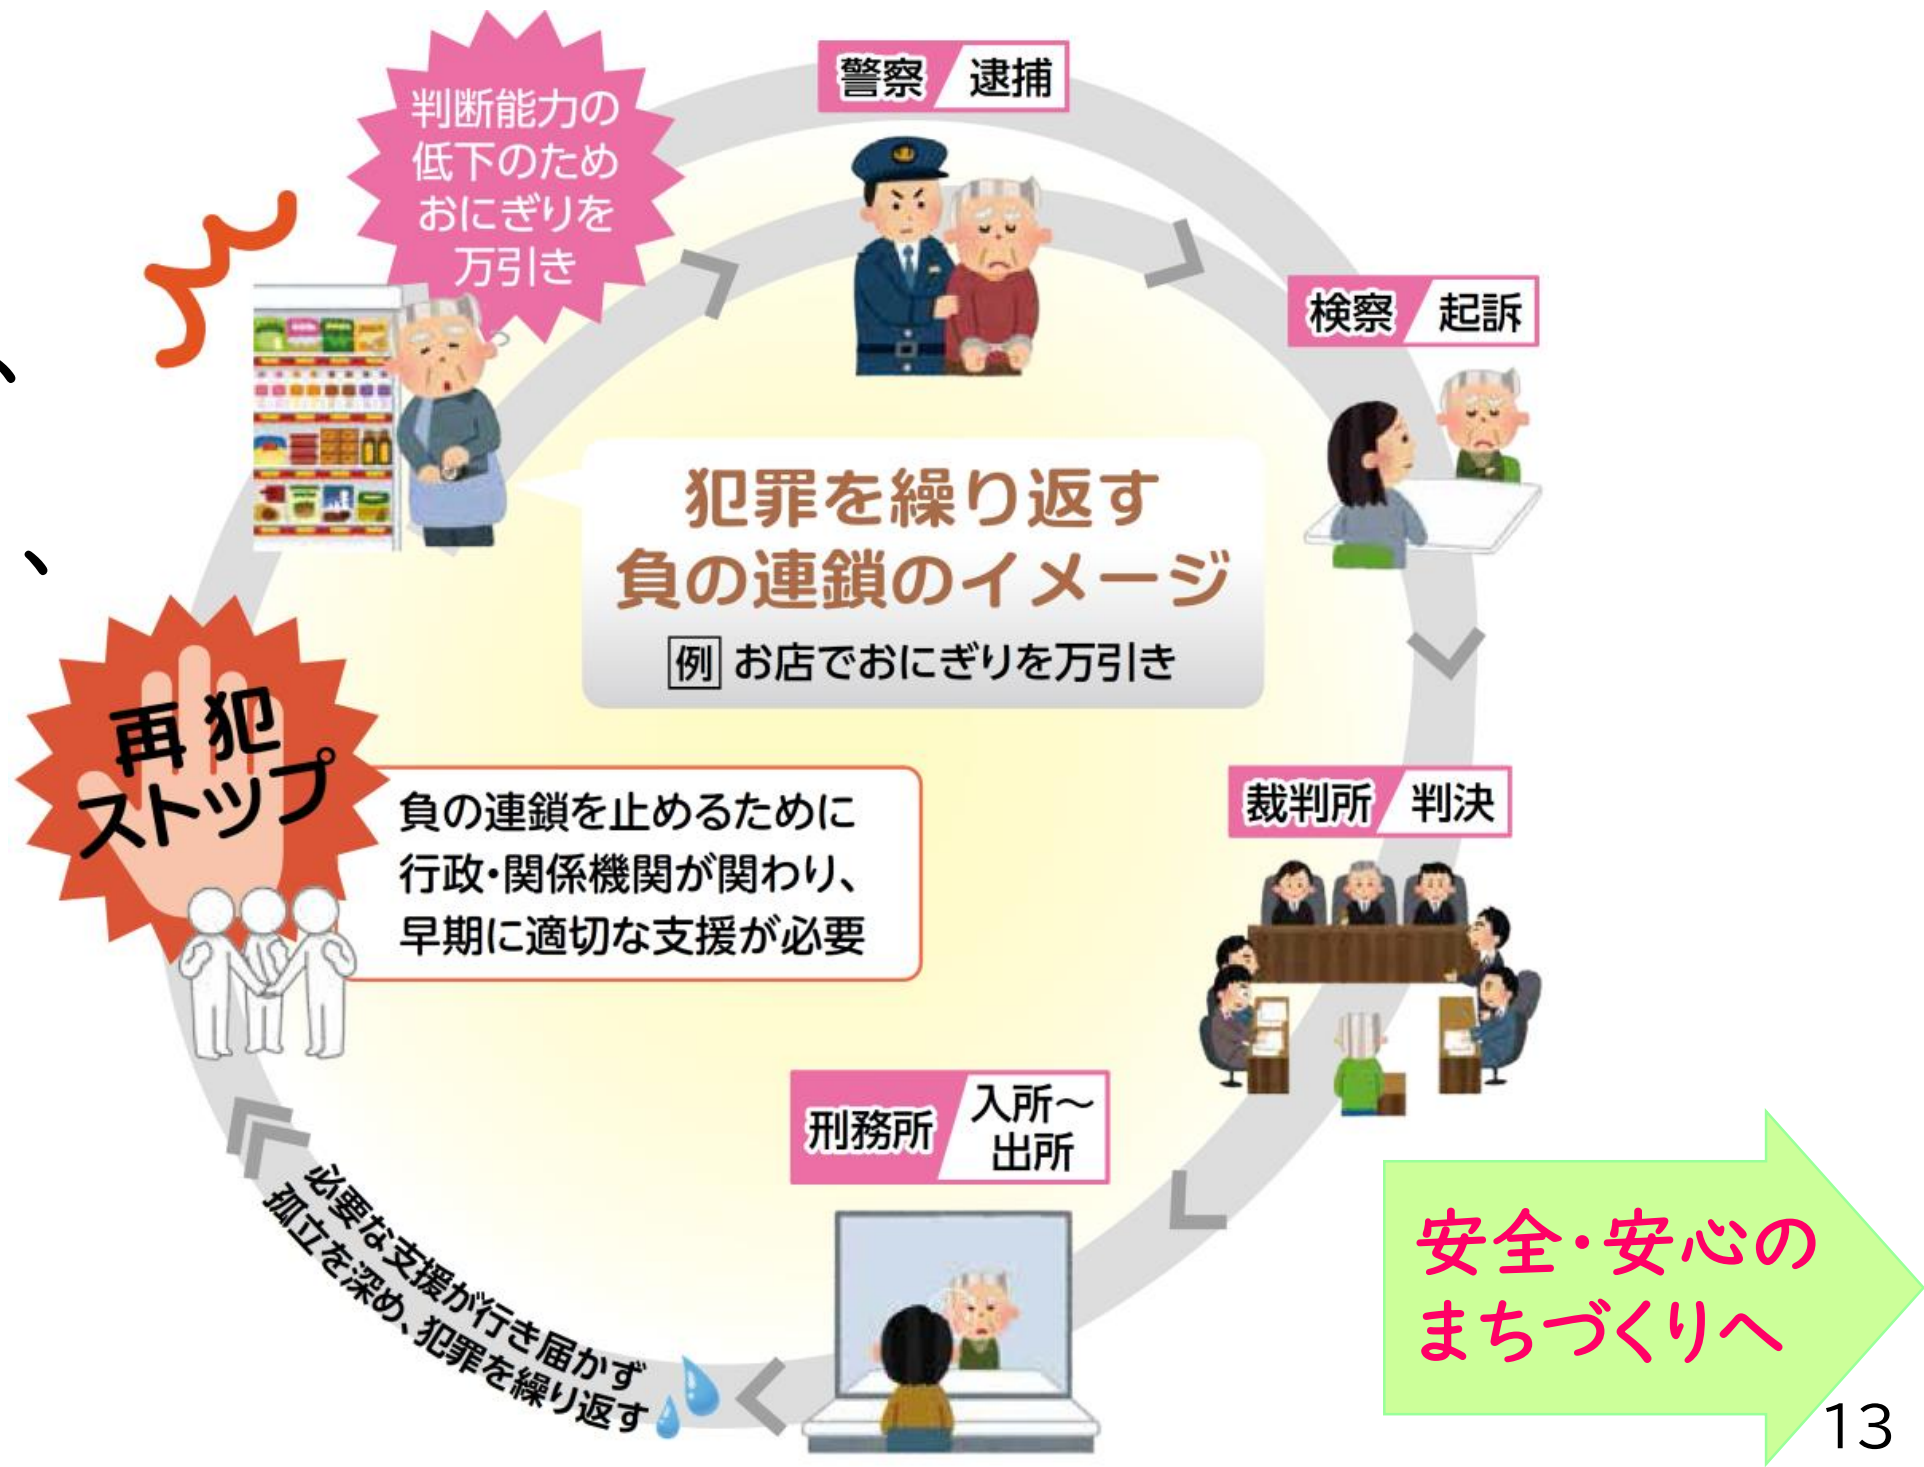 判断能力の
低下のため
おにぎりを
万引き
警察 逮捕
検察 起訴
犯罪を繰り返す
負の連鎖のイメージ
例 お店でおにぎりを万引き
再犯
ストップ
負の連鎖を止めるために
行政・関係機関が関わり、
早期に適切な支援が必要
裁判所 判決
刑務所 入所~
出所
必要な支援が行き届かず
孤立を深め、犯罪を繰り返す
安全・安心の
まちづくりへ
13
、
、